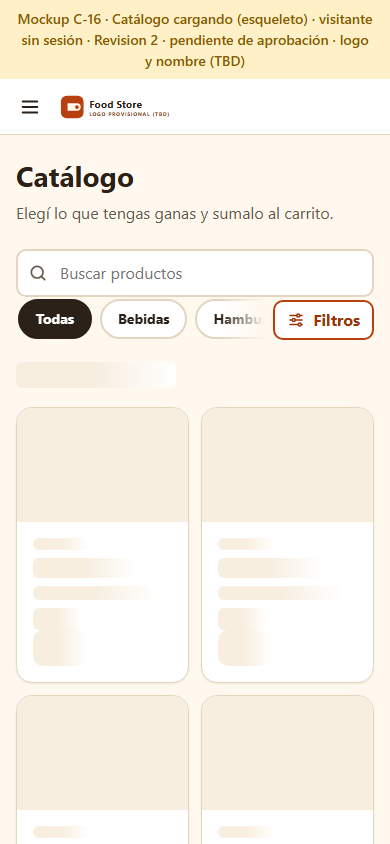 Mockup C-16 · Catálogo cargando (esqueleto) · visitante
sin sesión · Revision 2 · pendiente de aprobación · logo
y nombre (TBD)
Food Store
LOGO PROVISIONAL (TBD)
Catálogo
Elegí lo que tengas ganas y sumalo al carrito.
Buscar productos
Todas
Bebidas
Filtros